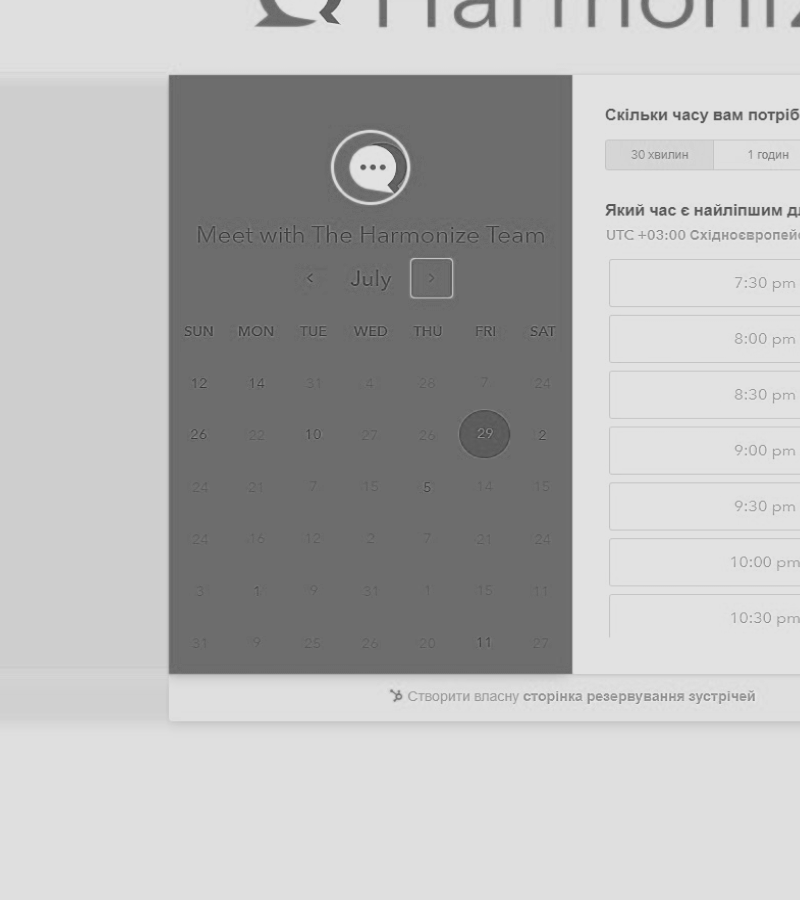 Harmoniz
Meet with The Harmonize Team
July
SUN MON TUE WED THU FRI SAT
12 14 31 4 28 7 24
26 22 10 27 26 29 2
24 21 7 15 5 14 15
24 16 12 2 7 21 24
3 1 9 31 1 15 11
31 9 25 26 20 11 27
Скільки часу вам потріб
30 хвилин 1 годин
Який час є найліпшим
UTC +03:00 Східноєвропей
7:30 pm
8:00 pm
8:30 pm
9:00 pm
9:30 pm
10:00 pm
10:30 pm
Створити власну сторінка резервування зустрічей